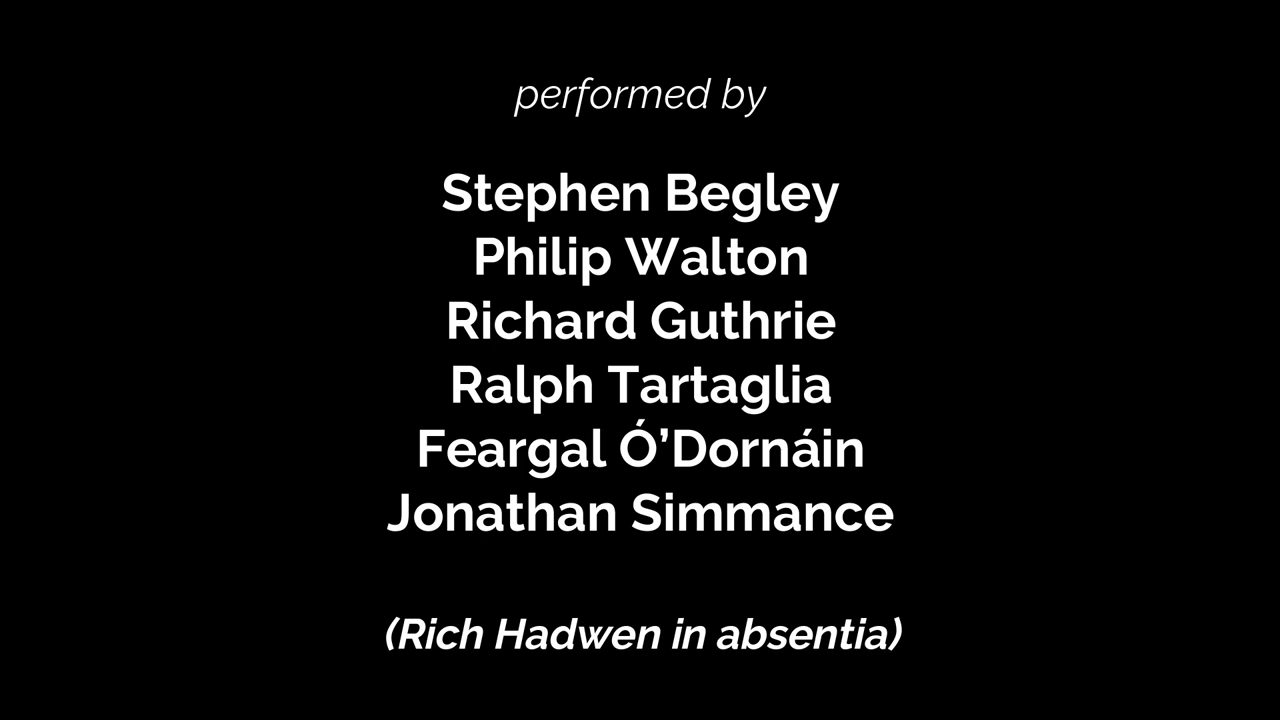 performed by
Stephen Begley
Philip Walton
Richard Guthrie
Ralph Tartaglia
Feargal Ó’Dornáin
Jonathan Simmance
(Rich Hadwen in absentia)